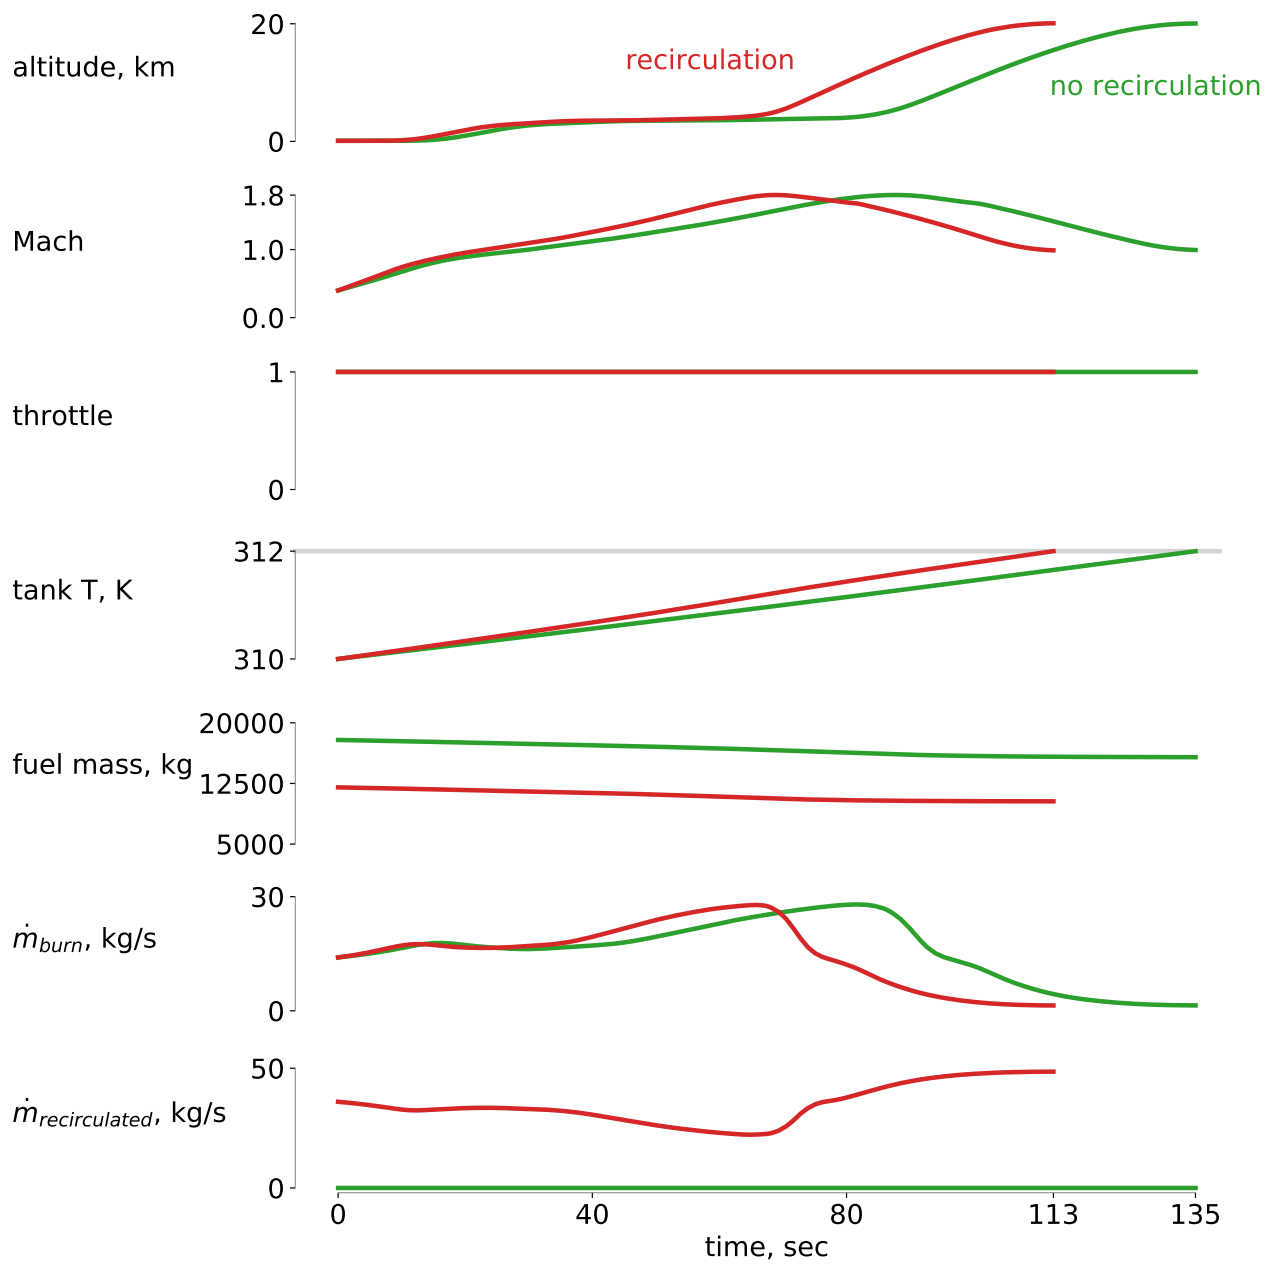 20
altitude, km
recirculation
no recirculation
0
1.8
Mach
1.0
0.0
1
throttle
0
312
tank T, K
310
20000
fuel mass, kg
12500
5000
30
ṁ_burn, kg/s
0
50
ṁ_recirculated, kg/s
0
0 40 80 113 135
time, sec